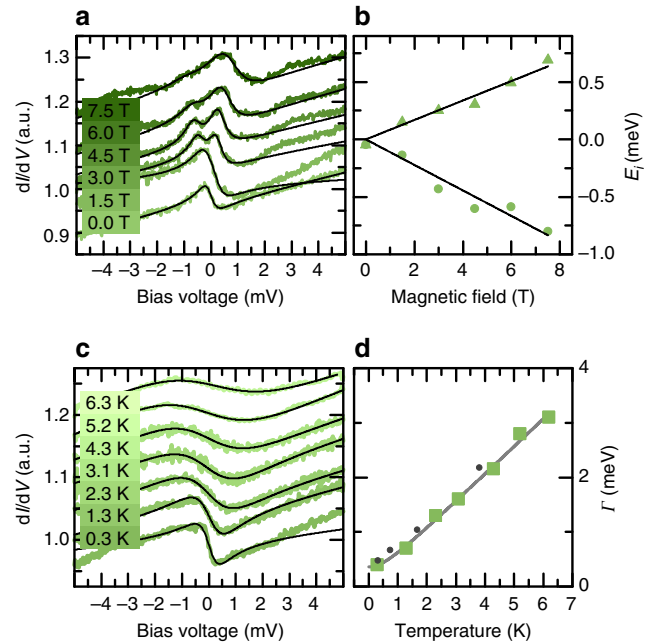 a
b
1.3
1.2
1.1
1.0
0.9
dI/dV (a.u.)
7.5 T
6.0 T
4.5 T
3.0 T
1.5 T
0.0 T
−4 −3 −2 −1 0 1 2 3 4
Bias voltage (mV)
0.5
0.0
−0.5
−1.0
E_i (meV)
0 2 4 6 8
Magnetic field (T)
c
d
1.2
1.1
1.0
dI/dV (a.u.)
6.3 K
5.2 K
4.3 K
3.1 K
2.3 K
1.3 K
0.3 K
−4 −3 −2 −1 0 1 2 3 4
Bias voltage (mV)
4
2
0
Γ (meV)
0 1 2 3 4 5 6 7
Temperature (K)